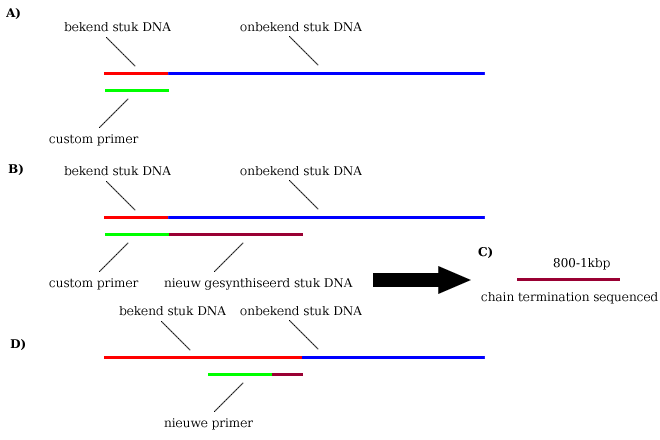 A)
bekend stuk DNA
onbekend stuk DNA
custom primer
B)
bekend stuk DNA
onbekend stuk DNA
custom primer
nieuw gesynthiseerd stuk DNA
C)
800-1kbp
chain termination sequenced
bekend stuk DNA
onbekend stuk DNA
D)
nieuwe primer